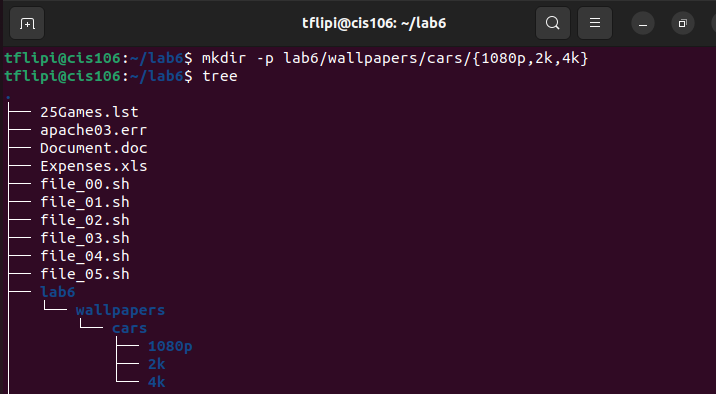 tflipi@cis106: ~/lab6
tflipi@cis106:~/lab6$ mkdir -p lab6/wallpapers/cars/{1080p,2k,4k}
tflipi@cis106:~/lab6$ tree
.
├── 25Games.lst
├── apache03.err
├── Document.doc
├── Expenses.xls
├── file_00.sh
├── file_01.sh
├── file_02.sh
├── file_03.sh
├── file_04.sh
├── file_05.sh
├── lab6
│   └── wallpapers
│       └── cars
│           ├── 1080p
│           ├── 2k
│           └── 4k